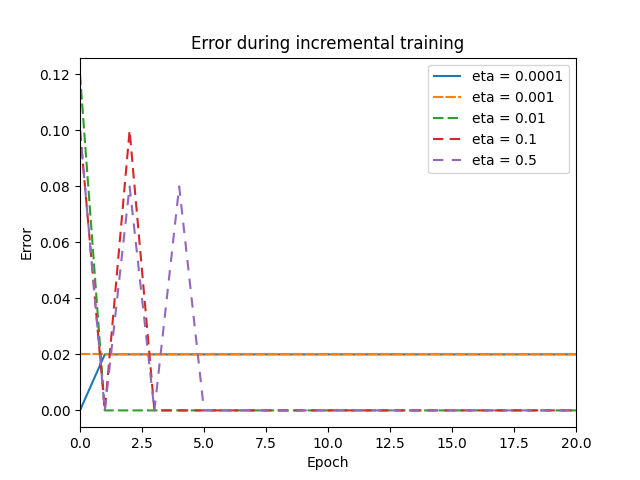 Error during incremental training
eta = 0.0001
eta = 0.001
eta = 0.01
eta = 0.1
eta = 0.5
0.12
0.10
0.08
0.06
0.04
0.02
0.00
Error
0.0 2.5 5.0 7.5 10.0 12.5 15.0 17.5 20.0
Epoch